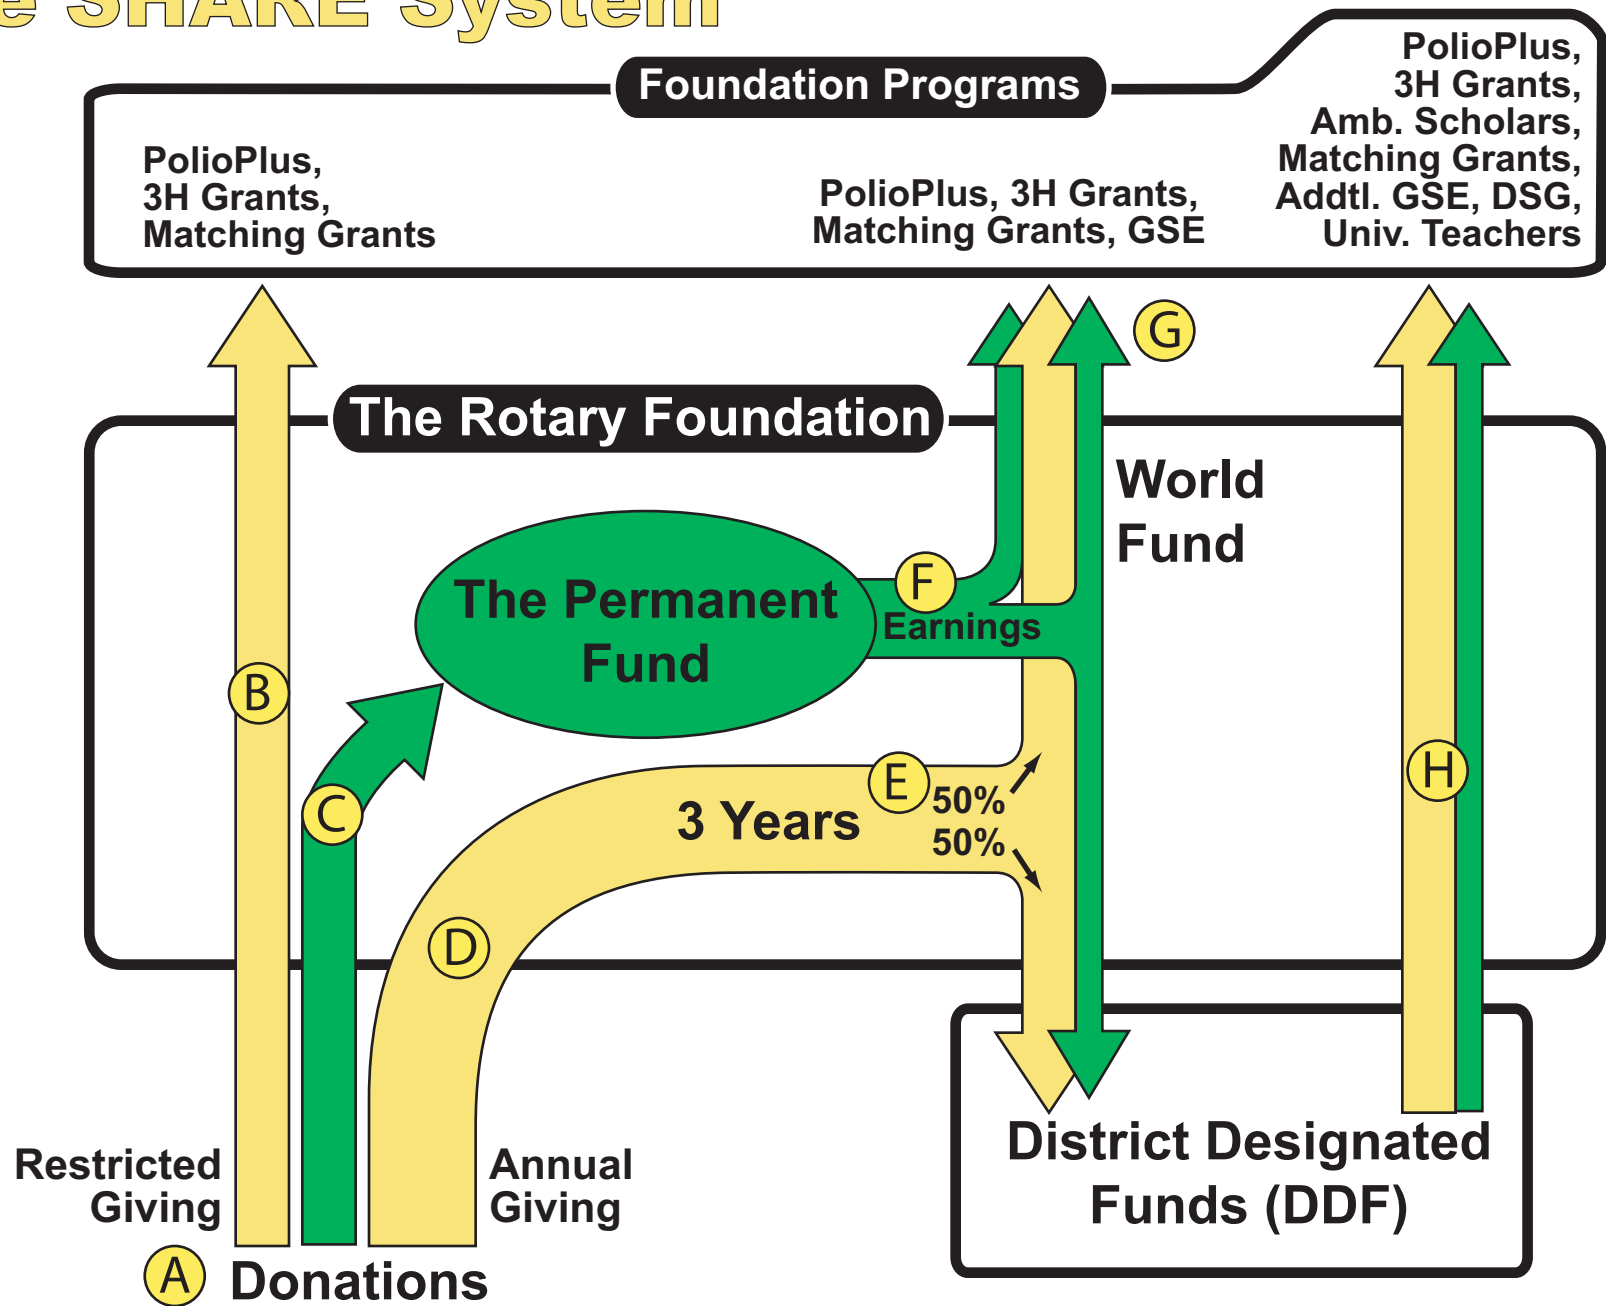 e SHARE System
Foundation Programs
PolioPlus,
3H Grants,
Matching Grants
PolioPlus, 3H Grants,
Matching Grants, GSE
PolioPlus,
3H Grants,
Amb. Scholars,
Matching Grants,
Addtl. GSE, DSG,
Univ. Teachers
G
The Rotary Foundation
World
Fund
The Permanent
Fund
F
Earnings
B
C
3 Years
E
50%
50%
H
D
Restricted
Giving
Annual
Giving
A
Donations
District Designated
Funds (DDF)